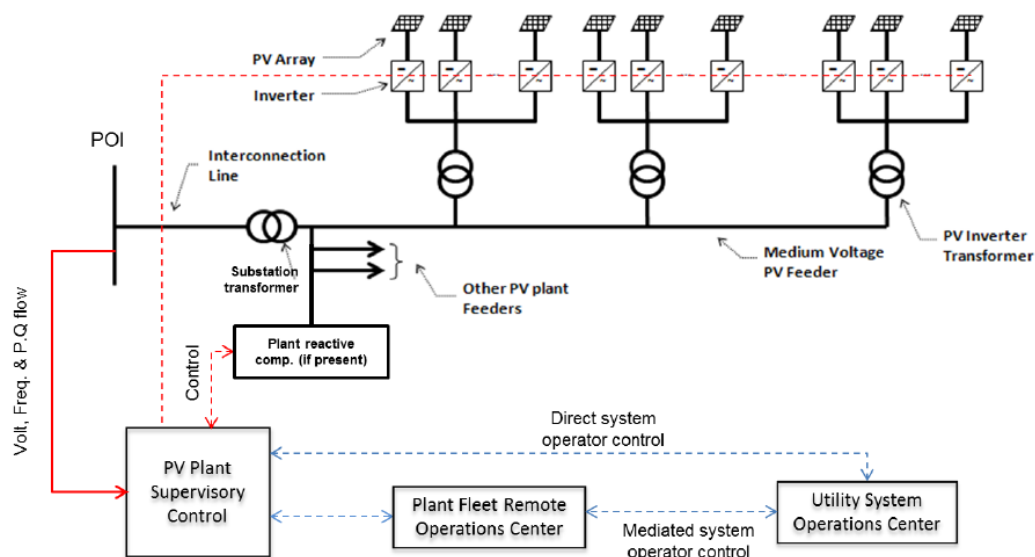 PV Array
Inverter
POI
Interconnection
Line
Substation
transformer
Other PV plant
Feeders
Medium Voltage
PV Feeder
PV Inverter
Transformer
Plant reactive
comp. (if present)
Control
Volt, Freq. & P.Q flow
PV Plant
Supervisory
Control
Direct system
operator control
Plant Fleet Remote
Operations Center
Mediated system
operator control
Utility System
Operations Center